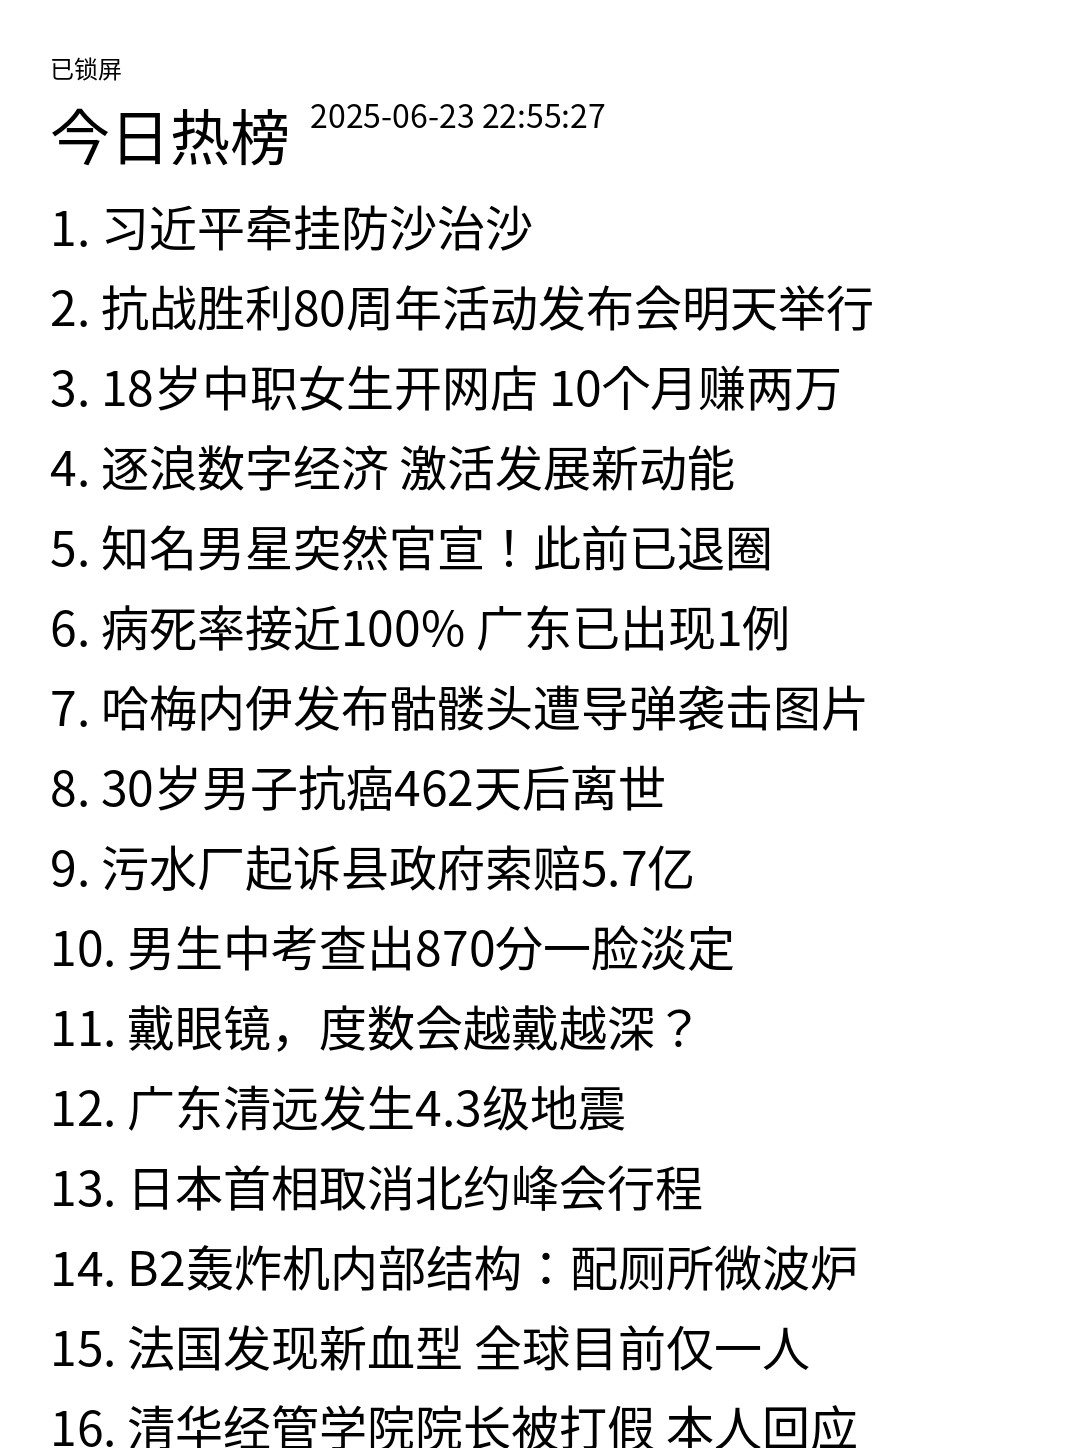 已锁屏
今日热榜 2025-06-23 22:55:27
1. 习近平牵挂防沙治沙
2. 抗战胜利80周年活动发布会明天举行
3. 18岁中职女生开网店 10个月赚两万
4. 逐浪数字经济 激活发展新动能
5. 知名男星突然官宣！此前已退圈
6. 病死率接近100% 广东已出现1例
7. 哈梅内伊发布骷髅头遭导弹袭击图片
8. 30岁男子抗癌462天后离世
9. 污水厂起诉县政府索赔5.7亿
10. 男生中考查出870分一脸淡定
11. 戴眼镜，度数会越戴越深？
12. 广东清远发生4.3级地震
13. 日本首相取消北约峰会行程
14. B2轰炸机内部结构：配厕所微波炉
15. 法国发现新血型 全球目前仅一人
16. 清华经管学院院长被打假 本人回应